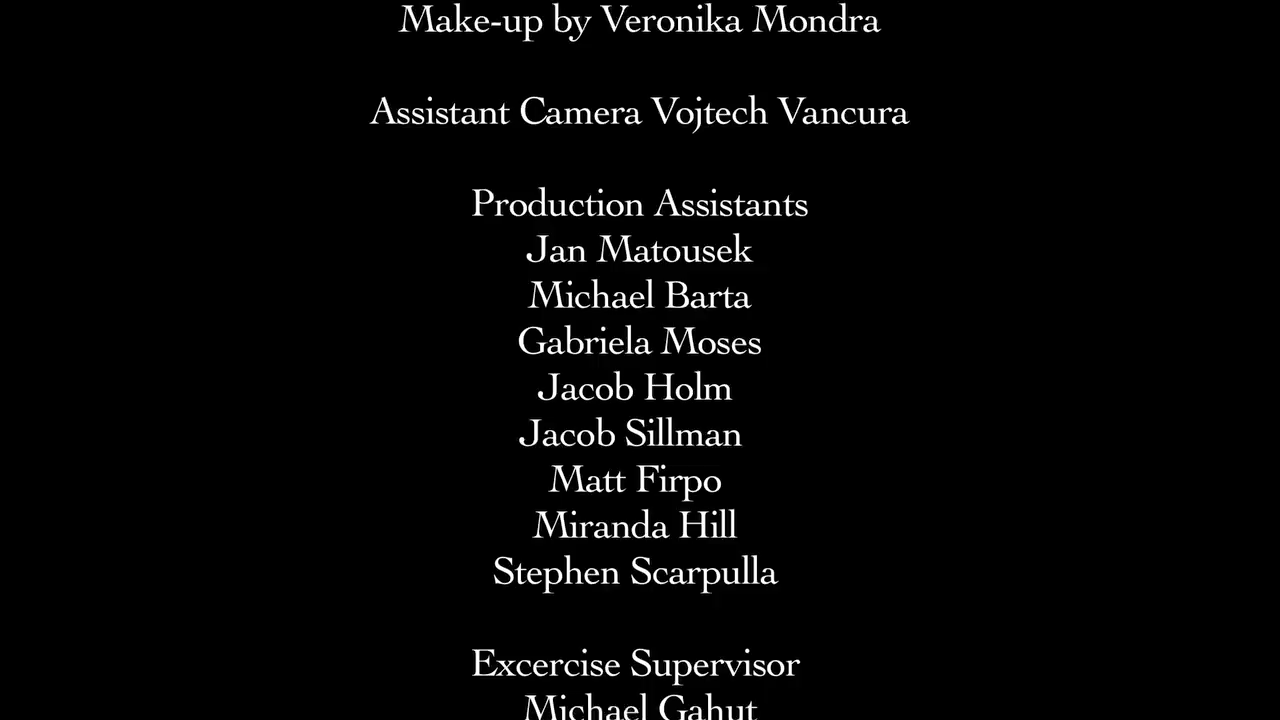 Make-up by Veronika Mondra
Assistant Camera Vojtech Vancura
Production Assistants
Jan Matousek
Michael Barta
Gabriela Moses
Jacob Holm
Jacob Sillman
Matt Firpo
Miranda Hill
Stephen Scarpulla
Excercise Supervisor
Michael Gahut